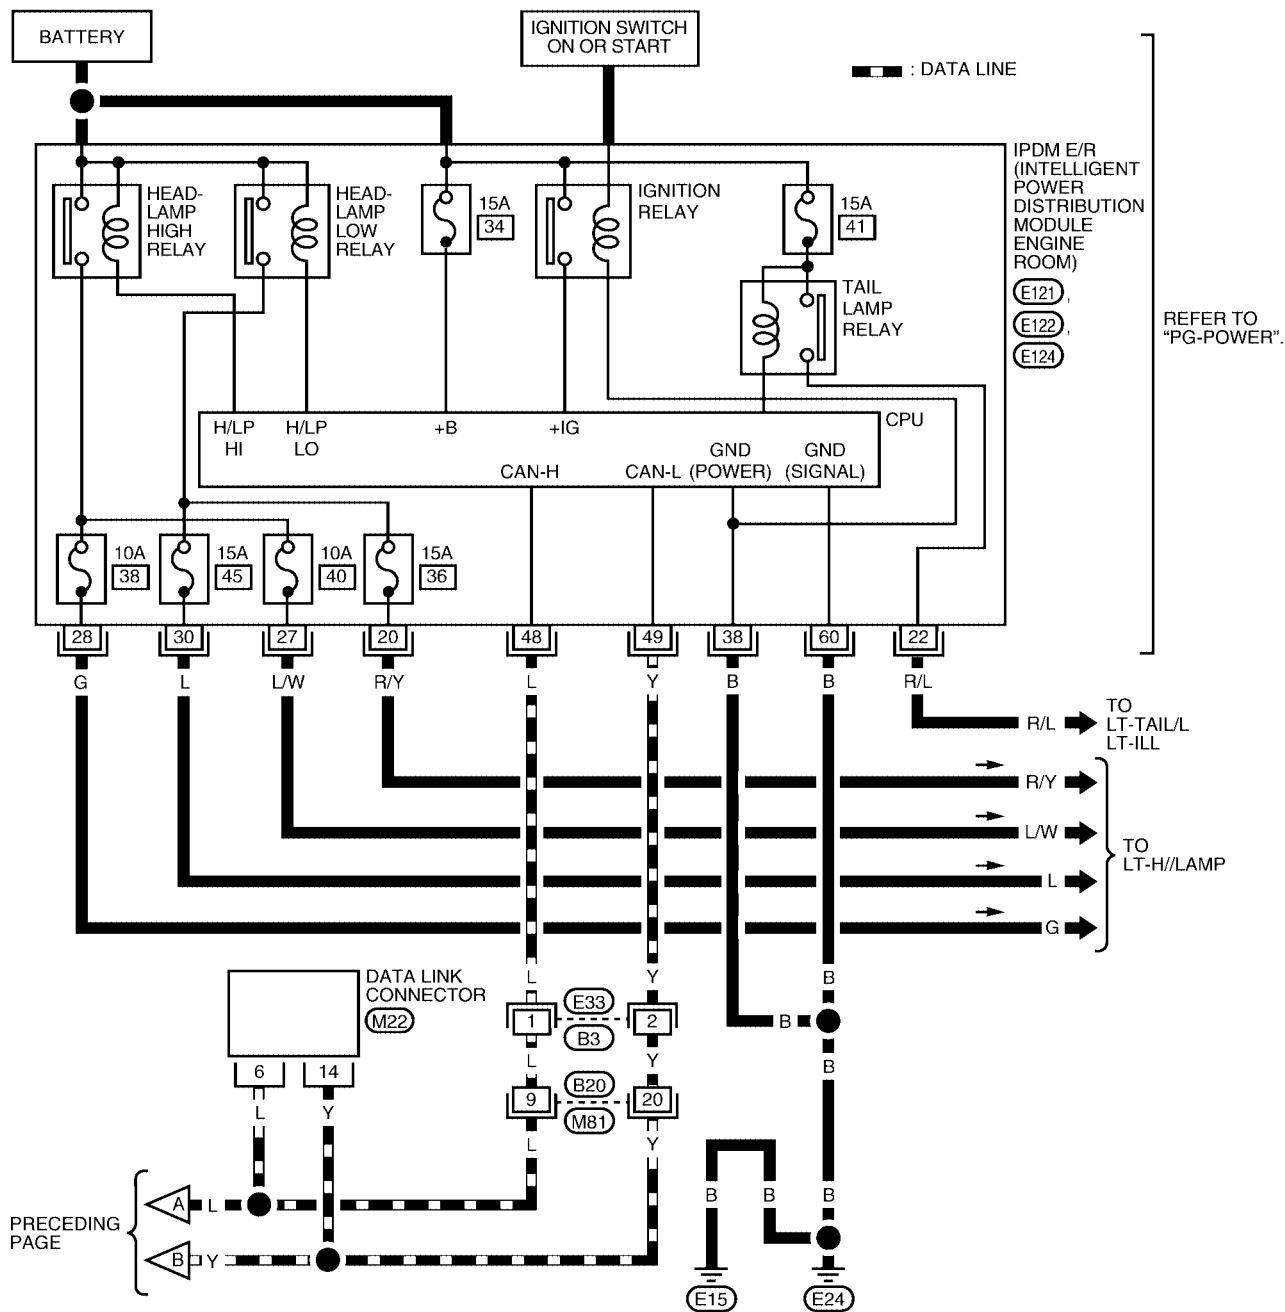 BATTERY
IGNITION SWITCH
ON OR START
: DATA LINE
IPDM E/R
(INTELLIGENT
POWER
DISTRIBUTION
MODULE
ENGINE
ROOM)
E121 ,
E122 ,
E124
REFER TO
“PG-POWER”.
HEAD-
LAMP
HIGH
RELAY
HEAD-
LAMP
LOW
RELAY
15A
34
IGNITION
RELAY
15A
41
TAIL
LAMP
RELAY
CPU
H/LP
HI
H/LP
LO
+B
+IG
CAN-H
CAN-L
GND
(POWER)
GND
(SIGNAL)
10A
38
15A
45
10A
40
15A
36
28 30 27 20 48 49 38 60 22
G L L/W R/Y L Y B B R/L
R/L
TO
LT-TAIL/L
LT-ILL
R/Y
L/W
L
G
TO
LT-H//LAMP
DATA LINK
CONNECTOR
M22
6 14
L Y
L Y B
1 E33 2
B3
B B
L Y
9 B20 20
M81
L Y
B B B
PRECEDING
PAGE
A L
B Y
E15 E24